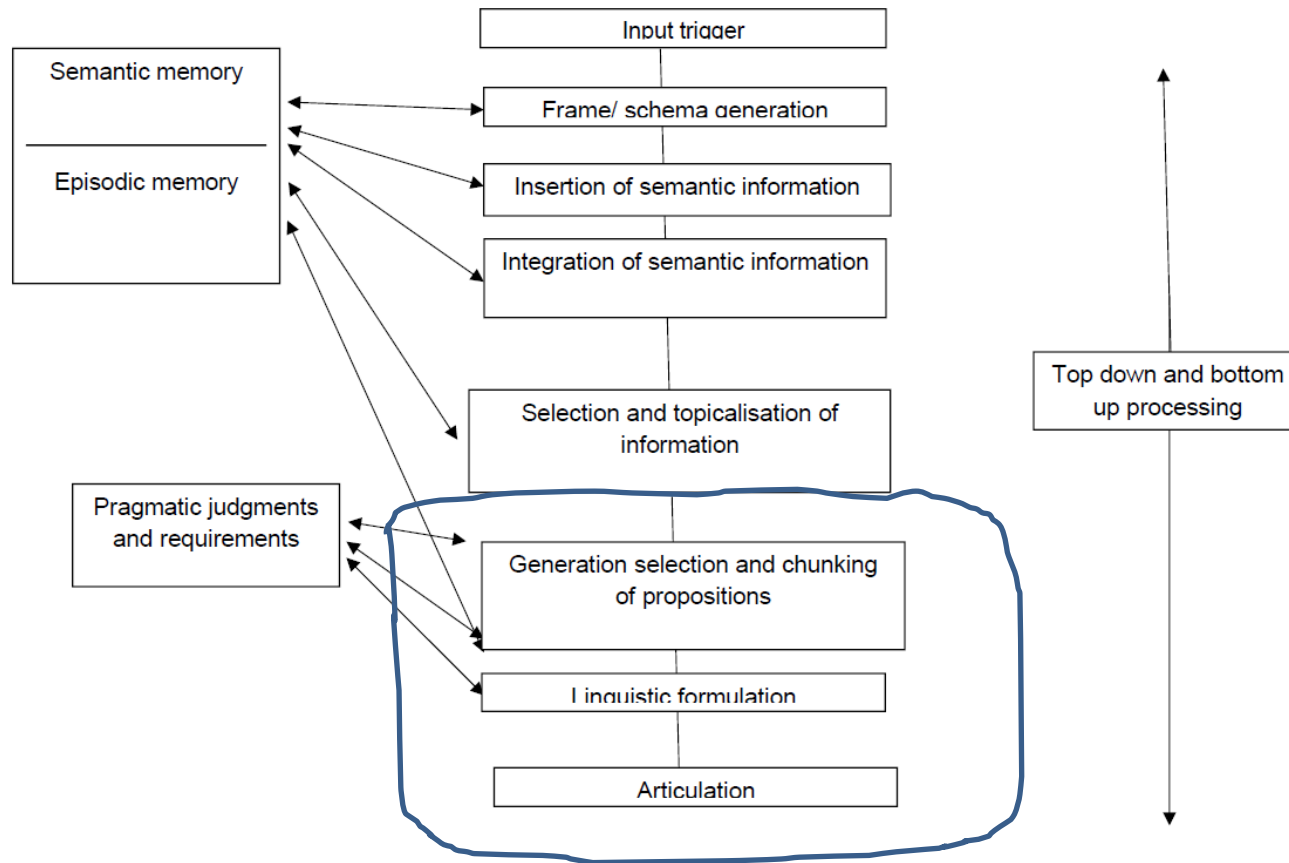 Input trigger
Semantic memory
Frame/ schema generation
Episodic memory
Insertion of semantic information
Integration of semantic information
Top down and bottom
up processing
Selection and topicalisation of
information
Pragmatic judgments
and requirements
Generation selection and chunking
of propositions
Linguistic formulation
Articulation